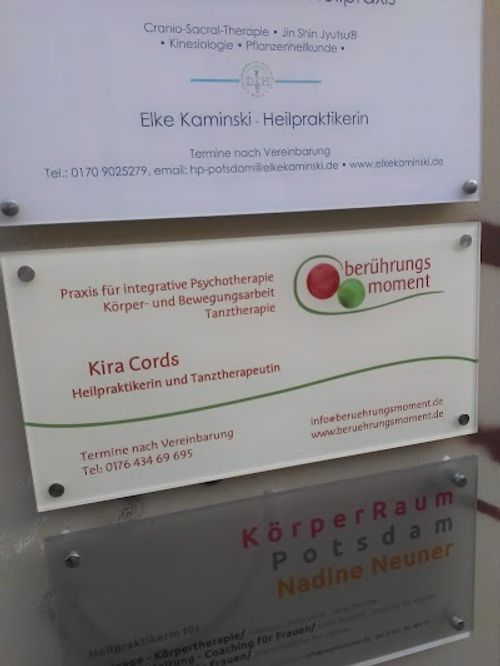 Cranio-Sacral-Therapie • Jin Shin Jyutsu®
• Kinesiologie • Pflanzenheilkunde •
Elke Kaminski - Heilpraktikerin
Termine nach Vereinbarung
Tel.: 0170 9025279, email: hp-potsdam@elkekaminski.de • www.elkekaminski.de
Praxis für integrative Psychotherapie
Körper- und Bewegungsarbeit
Tanztherapie
berührungs
moment
Kira Cords
Heilpraktikerin und Tanztherapeutin
Termine nach Vereinbarung
Tel: 0176 434 69 695
info@beruehrungsmoment.de
www.beruehrungsmoment.de
KörperRaum
Potsdam
Nadine Neuner
Heilpraktikerin für
- Körpertherapie/
- Coaching für Frauen/
Frauen/